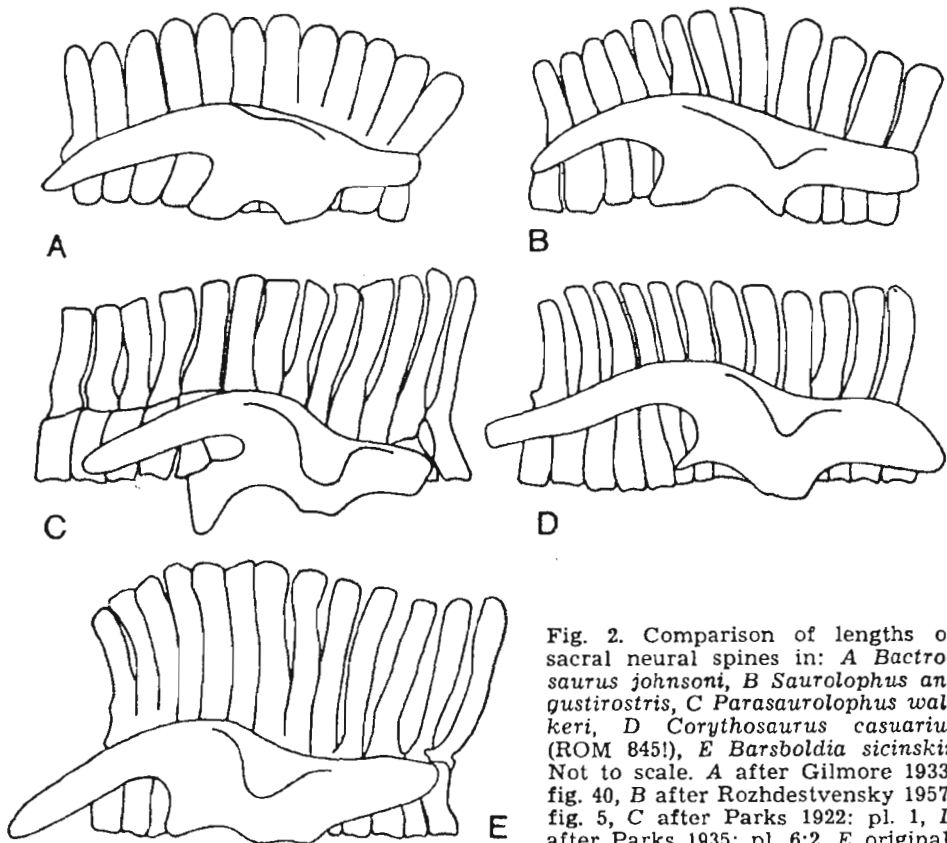 A
B
C
D
E
Fig. 2. Comparison of lengths o
sacral neural spines in: A Bactro
saurus johnsoni, B Saurolophus an
gustirostris, C Parasaurolophus wal
keri, D Corythosaurus casuariu
(ROM 845!), E Barsboldia sicinski
Not to scale. A after Gilmore 1933
fig. 40, B after Rozhdestvensky 1957
fig. 5, C after Parks 1922: pl. 1, D
after Parks 1935: pl. 6:2, E original